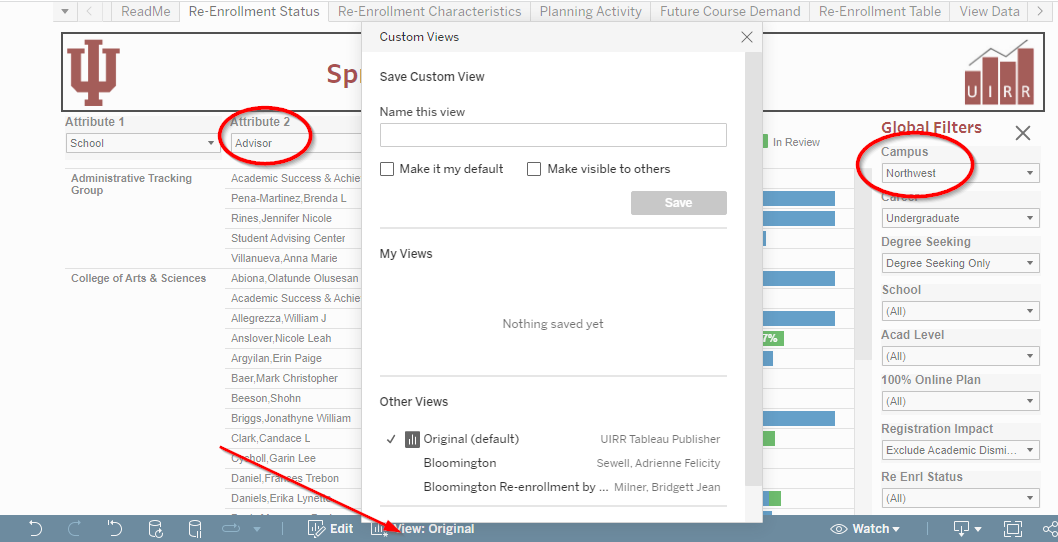 ReadMe
Re-Enrollment Status
Re-Enrollment Characteristics
Planning Activity
Future Course Demand
Re-Enrollment Table
View Data
Custom Views
Save Custom View
Name this view
Make it my default
Make visible to others
Save
My Views
Nothing saved yet
Other Views
Original (default) UIRR Tableau Publisher
Bloomington Sewell, Adrienne Felicity
Bloomington Re-enrollment by ... Milner, Bridgett Jean
Spr
UIRR
Attribute 1
School
Attribute 2
Advisor
In Review
Administrative Tracking
Group
Academic Success & Achie
Pena-Martinez,Brenda L
Rines,Jennifer Nicole
Student Advising Center
Villanueva,Anna Marie
College of Arts & Sciences
Abiona,Olatunde Olusesan
Academic Success & Achie
Allegrezza,William J
Anslover,Nicole Leah
7%
Argyilan,Erin Paige
Baer,Mark Christopher
Beeson,Shohn
Briggs,Jonathyne William
Clark,Candace L
Cycholl,Garin Lee
Daniel,Frances Trebon
Daniels,Erika Lynette
Global Filters
Campus
Northwest
Career
Undergraduate
Degree Seeking
Degree Seeking Only
School
(All)
Acad Level
(All)
100% Online Plan
(All)
Registration Impact
Exclude Academic Dismi...
Re Enrl Status
(All)
Edit
View: Original
Watch